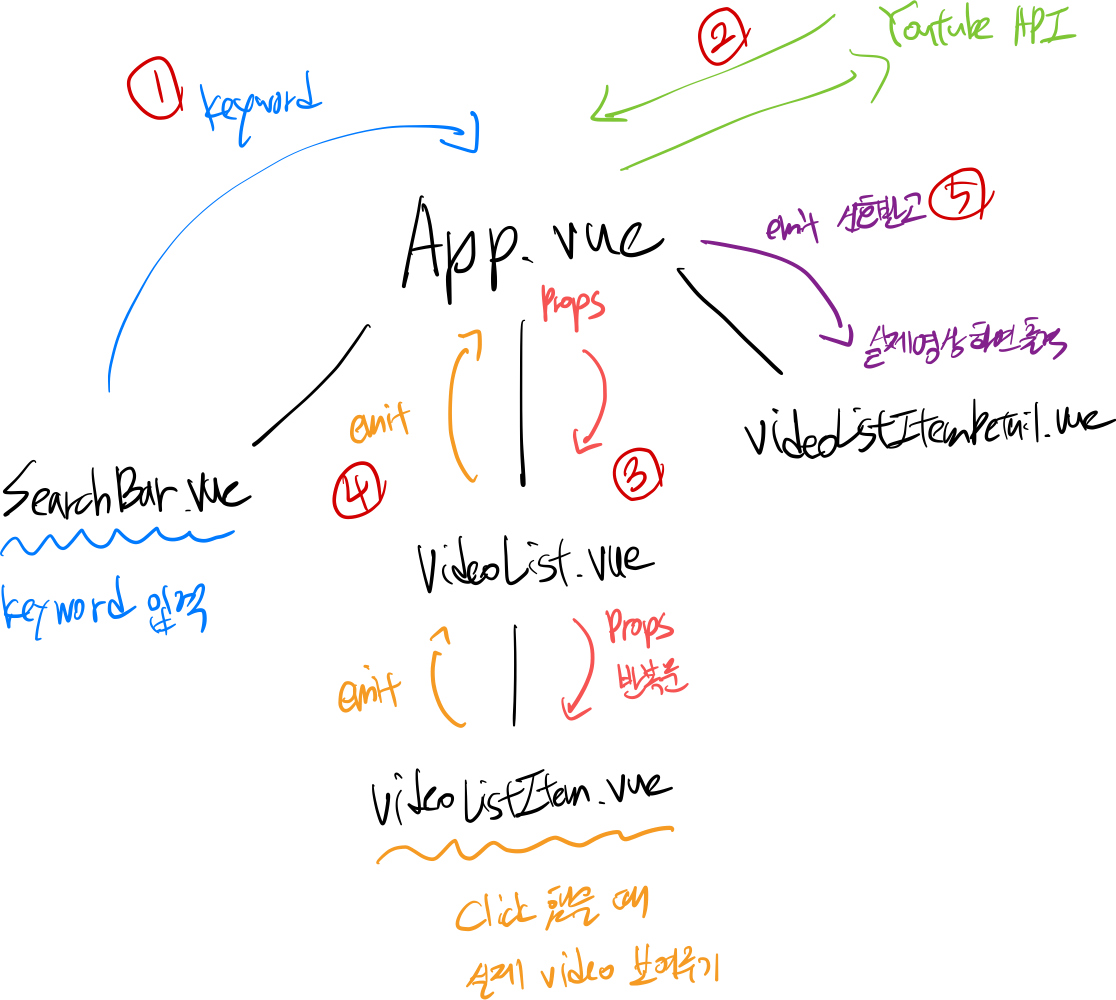 ① keyword
②
Youtube API
App.vue
emit 신호받고 ⑤
실제영상 화면 출력
Props
emit
④
③
SearchBar.vue
keyword 입력
VideoListItemDetail.vue
VideoList.vue
emit
Props
반복문
VideoListItem.vue
Click 했을 때
실제 video 보여주기